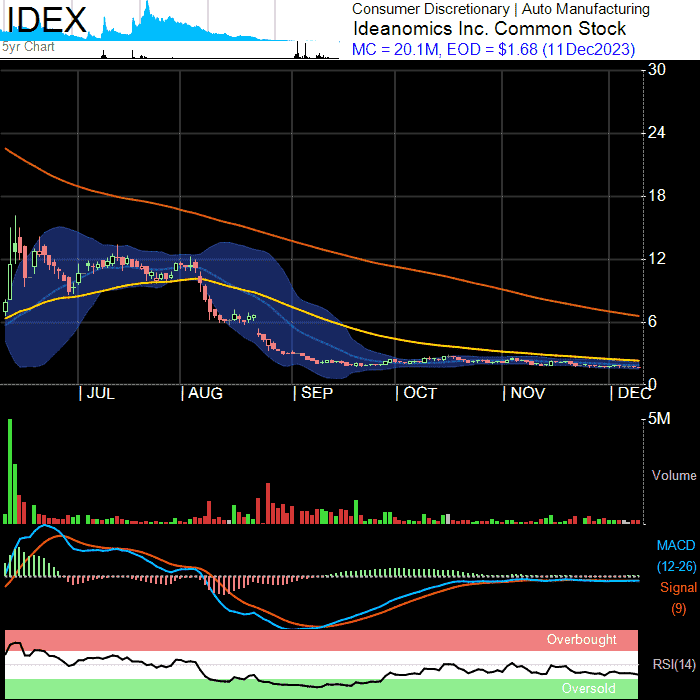 IDEX
Consumer Discretionary | Auto Manufacturing
Ideanomics Inc. Common Stock
MC = 20.1M, EOD = $1.68 (11Dec2023)
5yr Chart
30
24
18
12
6
0
| JUL | AUG | SEP | OCT | NOV | DEC
5M
Volume
MACD
(12-26)
Signal
(9)
Overbought
RSI(14)
Oversold